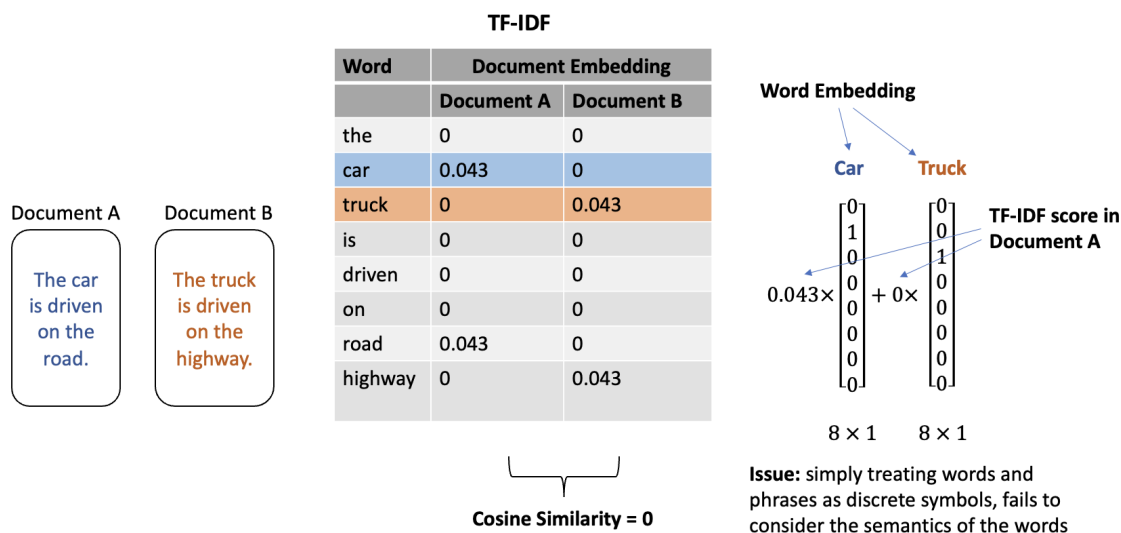 TF-IDF
Word Document Embedding
Document A Document B
the 0 0
car 0.043 0
truck 0 0.043
is 0 0
driven 0 0
on 0 0
road 0.043 0
highway 0 0.043
Cosine Similarity = 0
Document A
The car
is driven
on the
road.
Document B
The truck
is driven
on the
highway.
Word Embedding
Car Truck
TF-IDF score in
Document A
0.043×
0
1
0
0
0
0
0
0
+ 0×
0
0
1
0
0
0
0
0
8 × 1 8 × 1
Issue: simply treating words and
phrases as discrete symbols, fails to
consider the semantics of the words